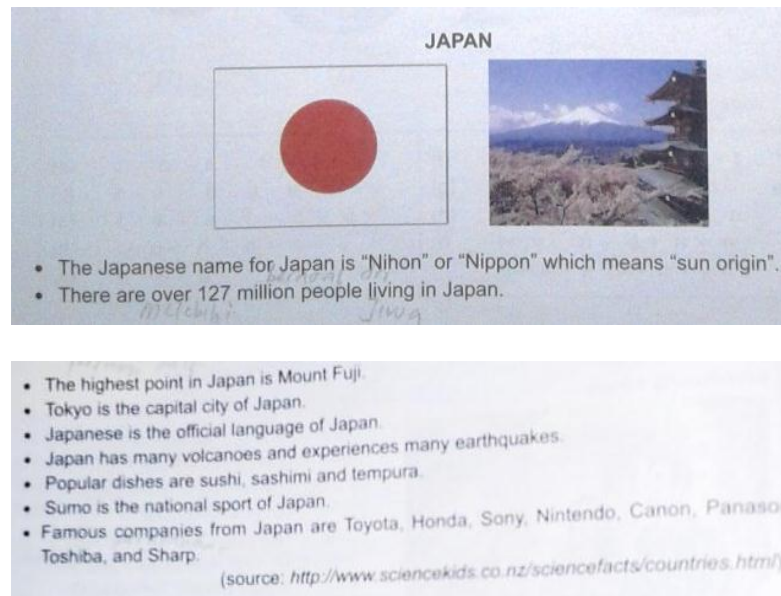 JAPAN
• The Japanese name for Japan is “Nihon” or “Nippon” which means “sun origin”.
• There are over 127 million people living in Japan.
melebihi jiwa
• The highest point in Japan is Mount Fuji.
• Tokyo is the capital city of Japan.
• Japanese is the official language of Japan.
• Japan has many volcanoes and experiences many earthquakes.
• Popular dishes are sushi, sashimi and tempura.
• Sumo is the national sport of Japan.
• Famous companies from Japan are Toyota, Honda, Sony, Nintendo, Canon, Panaso
Toshiba, and Sharp.
(source: http://www.sciencekids.co.nz/sciencefacts/countries.html/)